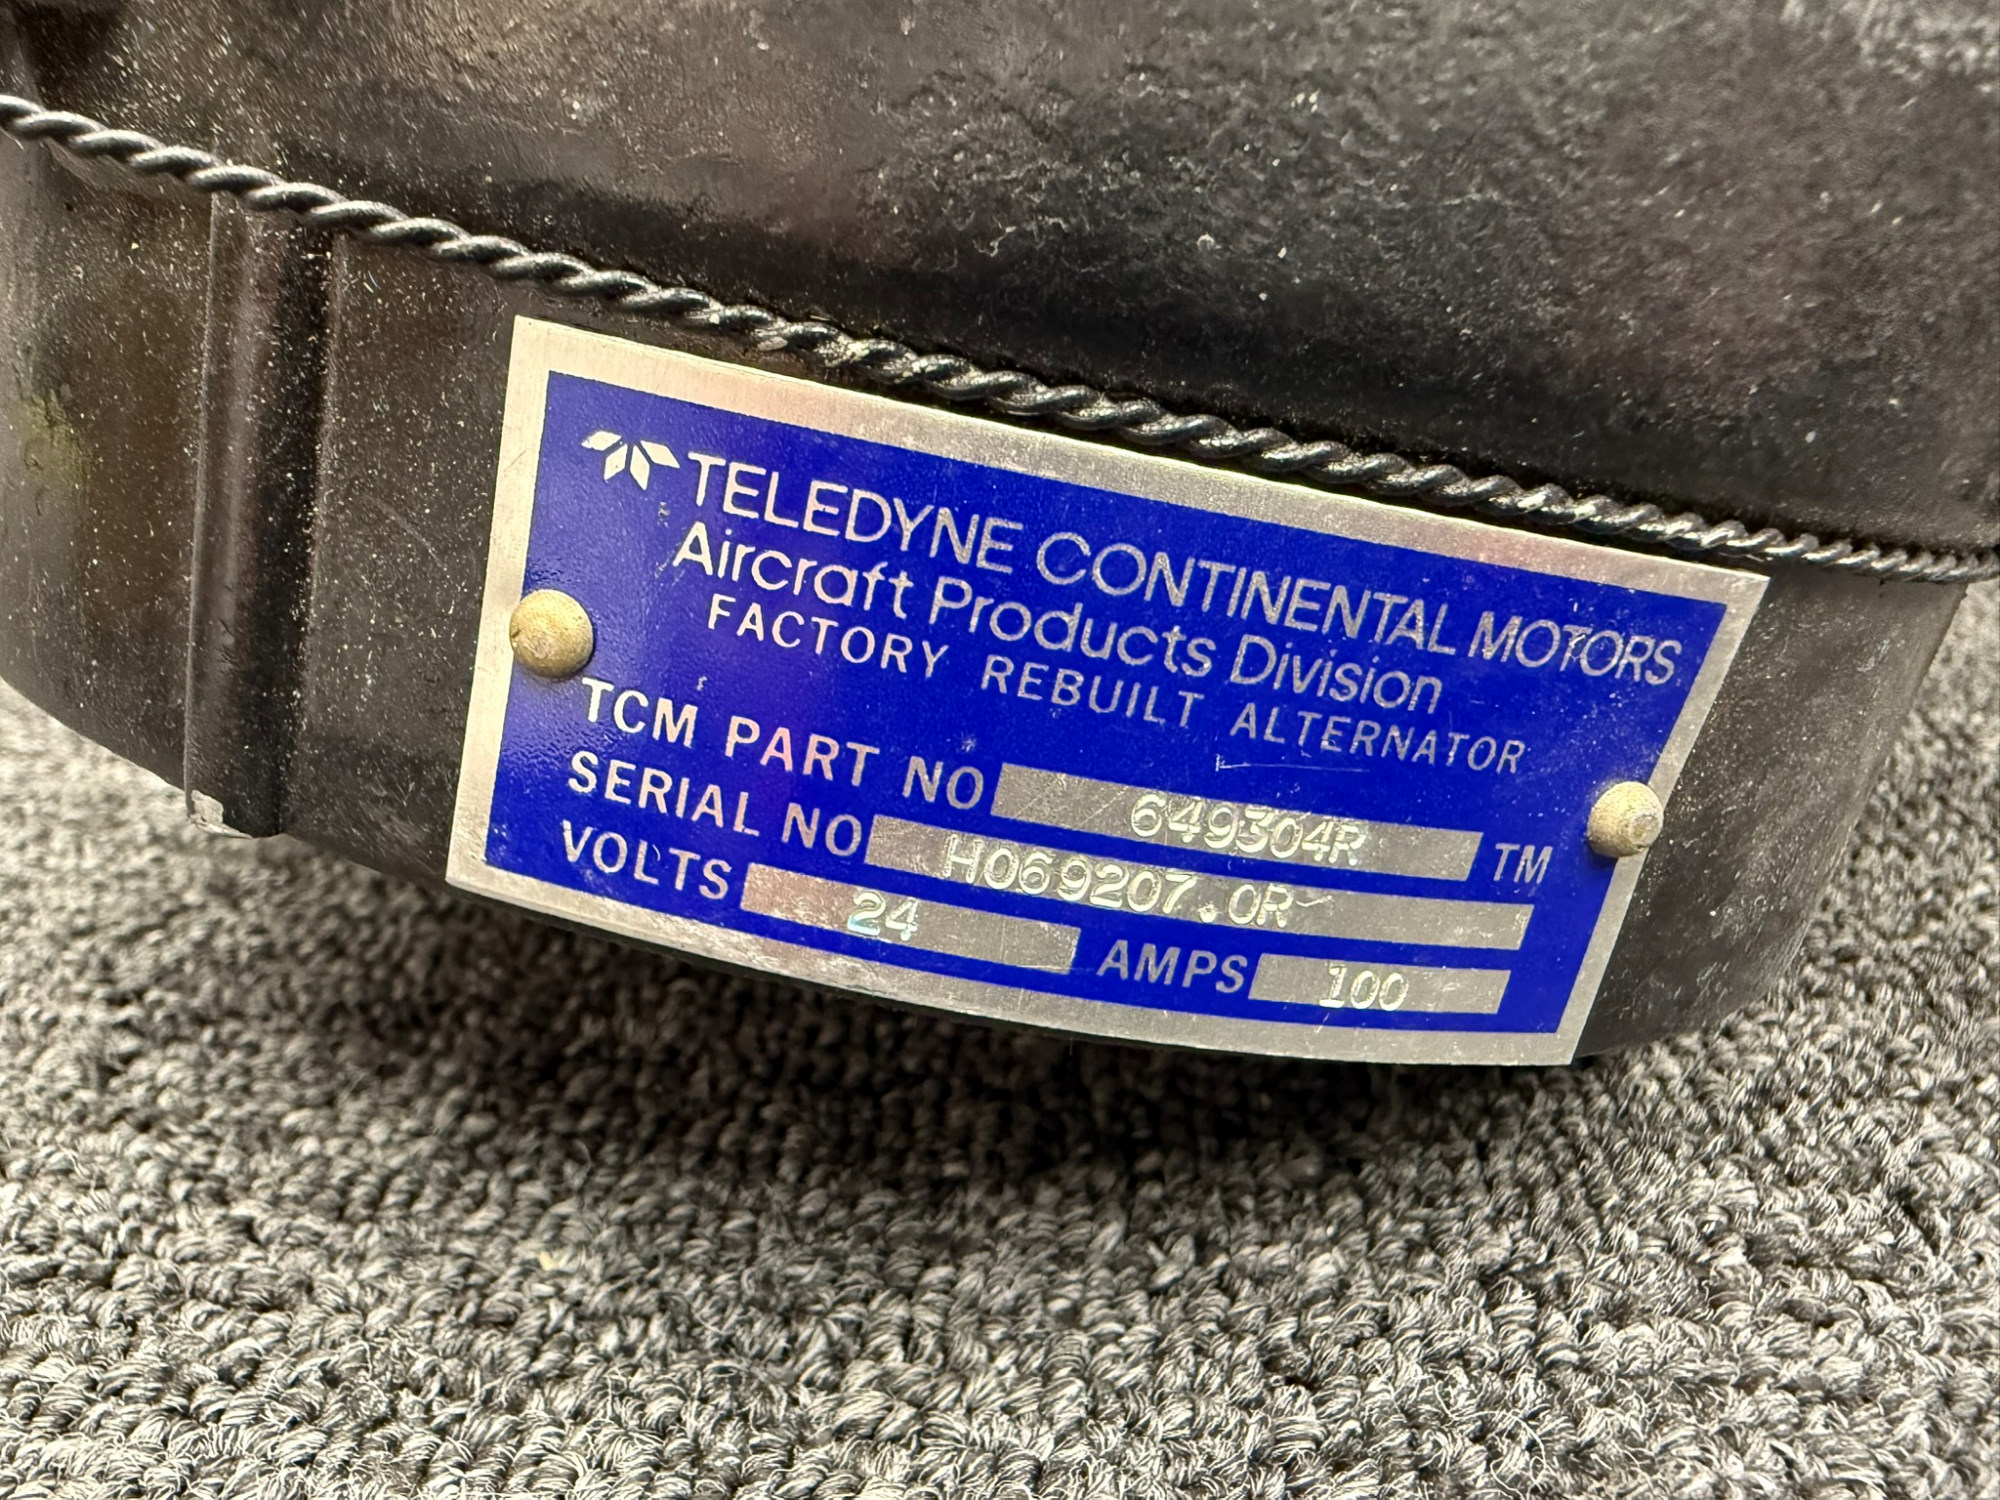 TELEDYNE CONTINENTAL MOTORS
Aircraft Products Division
FACTORY REBUILT ALTERNATOR
TCM PART NO 649304R TM
SERIAL NO H069207.0R
VOLTS 24 AMPS 100